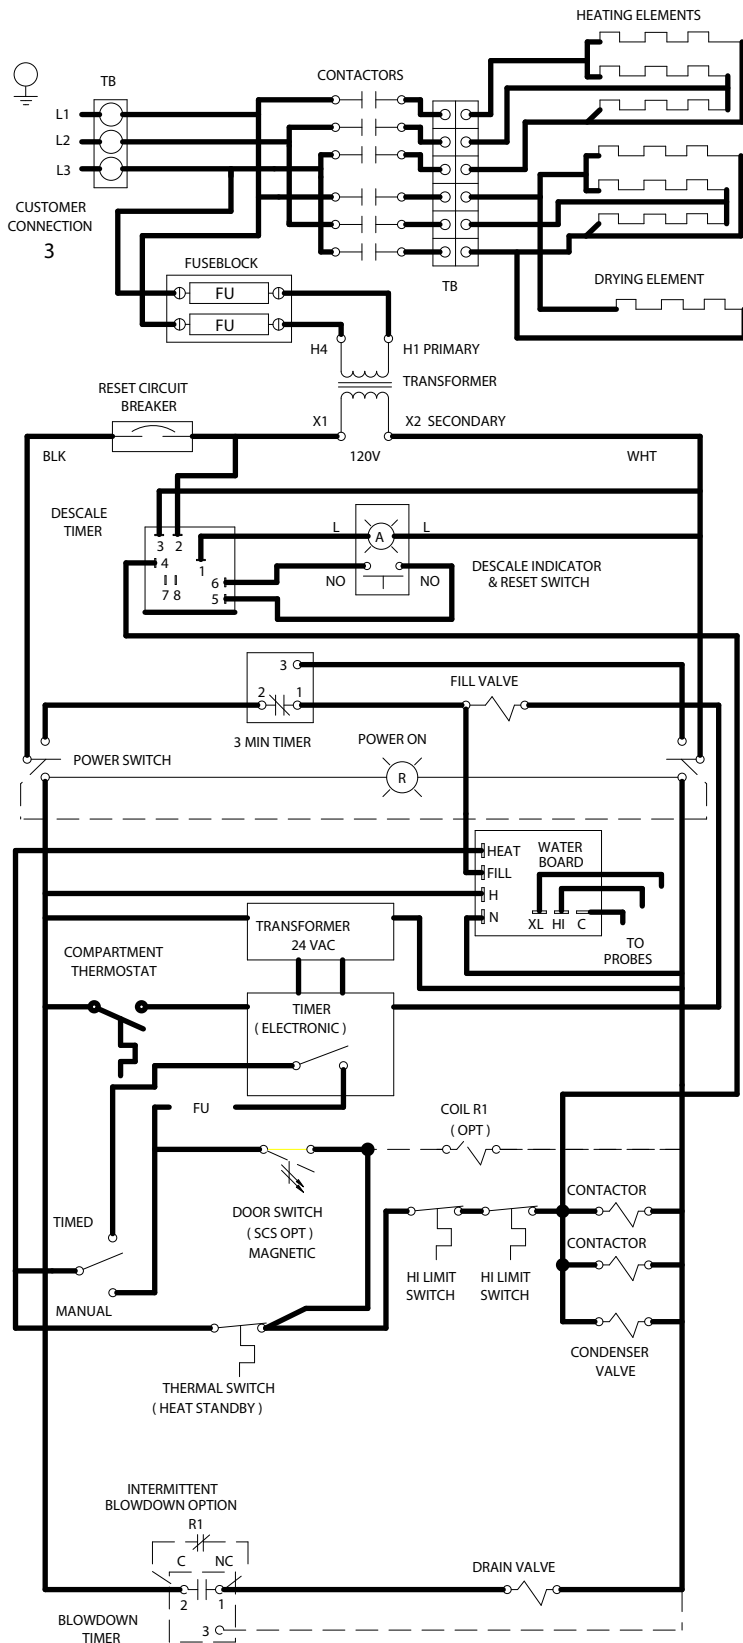 HEATING ELEMENTS
TB
CONTACTORS
L1
L2
L3
CUSTOMER
CONNECTION
3
FUSEBLOCK
TB
DRYING ELEMENT
FU
FU
H4
H1 PRIMARY
TRANSFORMER
RESET CIRCUIT
BREAKER
X1
X2 SECONDARY
BLK
120V
WHT
DESCALE
TIMER
L
A
L
3 2
4
1
6
7 8
5
NO
NO
DESCALE INDICATOR
& RESET SWITCH
3
2
1
FILL VALVE
3 MIN TIMER
POWER ON
POWER SWITCH
R
HEAT
WATER
BOARD
FILL
H
N
XL HI C
TO
PROBES
TRANSFORMER
24 VAC
COMPARTMENT
THERMOSTAT
TIMER
( ELECTRONIC )
FU
COIL R1
( OPT )
DOOR SWITCH
( SCS OPT )
MAGNETIC
CONTACTOR
TIMED
CONTACTOR
HI LIMIT
SWITCH
HI LIMIT
SWITCH
MANUAL
CONDENSER
VALVE
THERMAL SWITCH
( HEAT STANDBY )
INTERMITTENT
BLOWDOWN OPTION
R1
C
NC
DRAIN VALVE
2
1
BLOWDOWN
TIMER
3